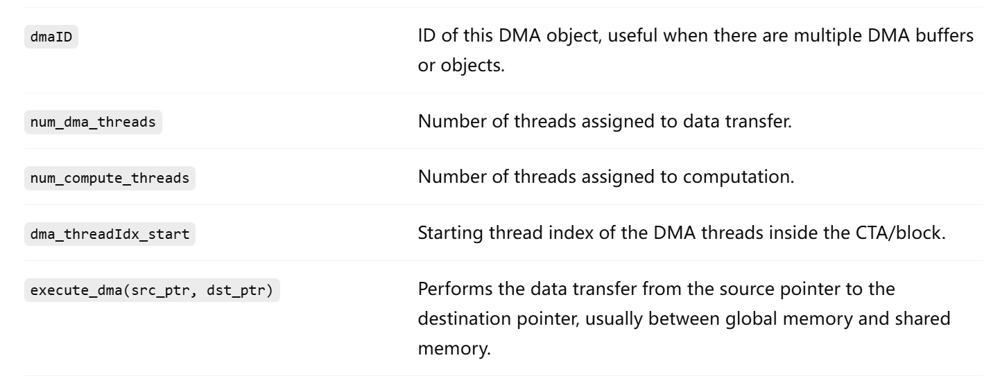 dmaID
ID of this DMA object, useful when there are multiple DMA buffers
or objects.
num_dma_threads
Number of threads assigned to data transfer.
num_compute_threads
Number of threads assigned to computation.
dma_threadIdx_start
Starting thread index of the DMA threads inside the CTA/block.
execute_dma(src_ptr, dst_ptr)
Performs the data transfer from the source pointer to the
destination pointer, usually between global memory and shared
memory.